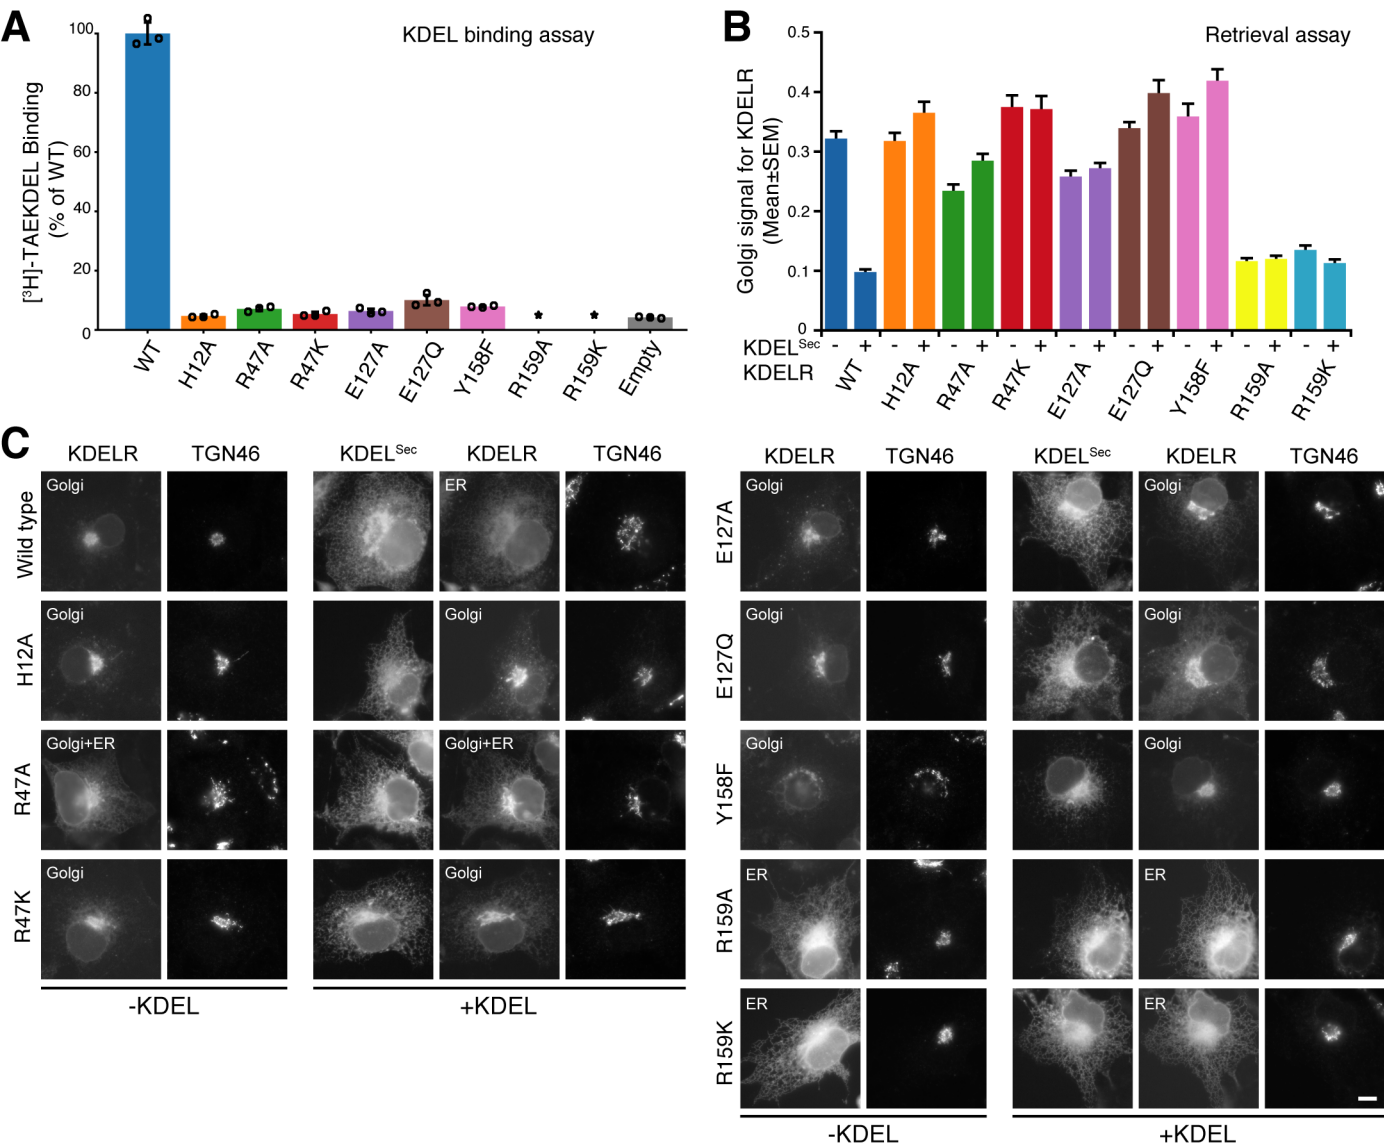 A
KDEL binding assay
[³H]-TAEKDEL Binding
(% of WT)
100
80
60
40
20
0
* *
WT H12A R47A R47K E127A E127Q Y158F R159A R159K Empty
B
Retrieval assay
Golgi signal for KDELR
(Mean±SEM)
0.5
0.4
0.3
0.2
0.1
0
KDELSec - + - + - + - + - + - + - + - + - +
KDELR WT H12A R47A R47K E127A E127Q Y158F R159A R159K
C
KDELR TGN46 KDELSec KDELR TGN46
Wild type Golgi ER
H12A Golgi Golgi
R47A Golgi+ER Golgi+ER
R47K Golgi Golgi
-KDEL +KDEL
KDELR TGN46 KDELSec KDELR TGN46
E127A Golgi Golgi
E127Q Golgi Golgi
Y158F Golgi Golgi
R159A ER ER
R159K ER ER
-KDEL +KDEL